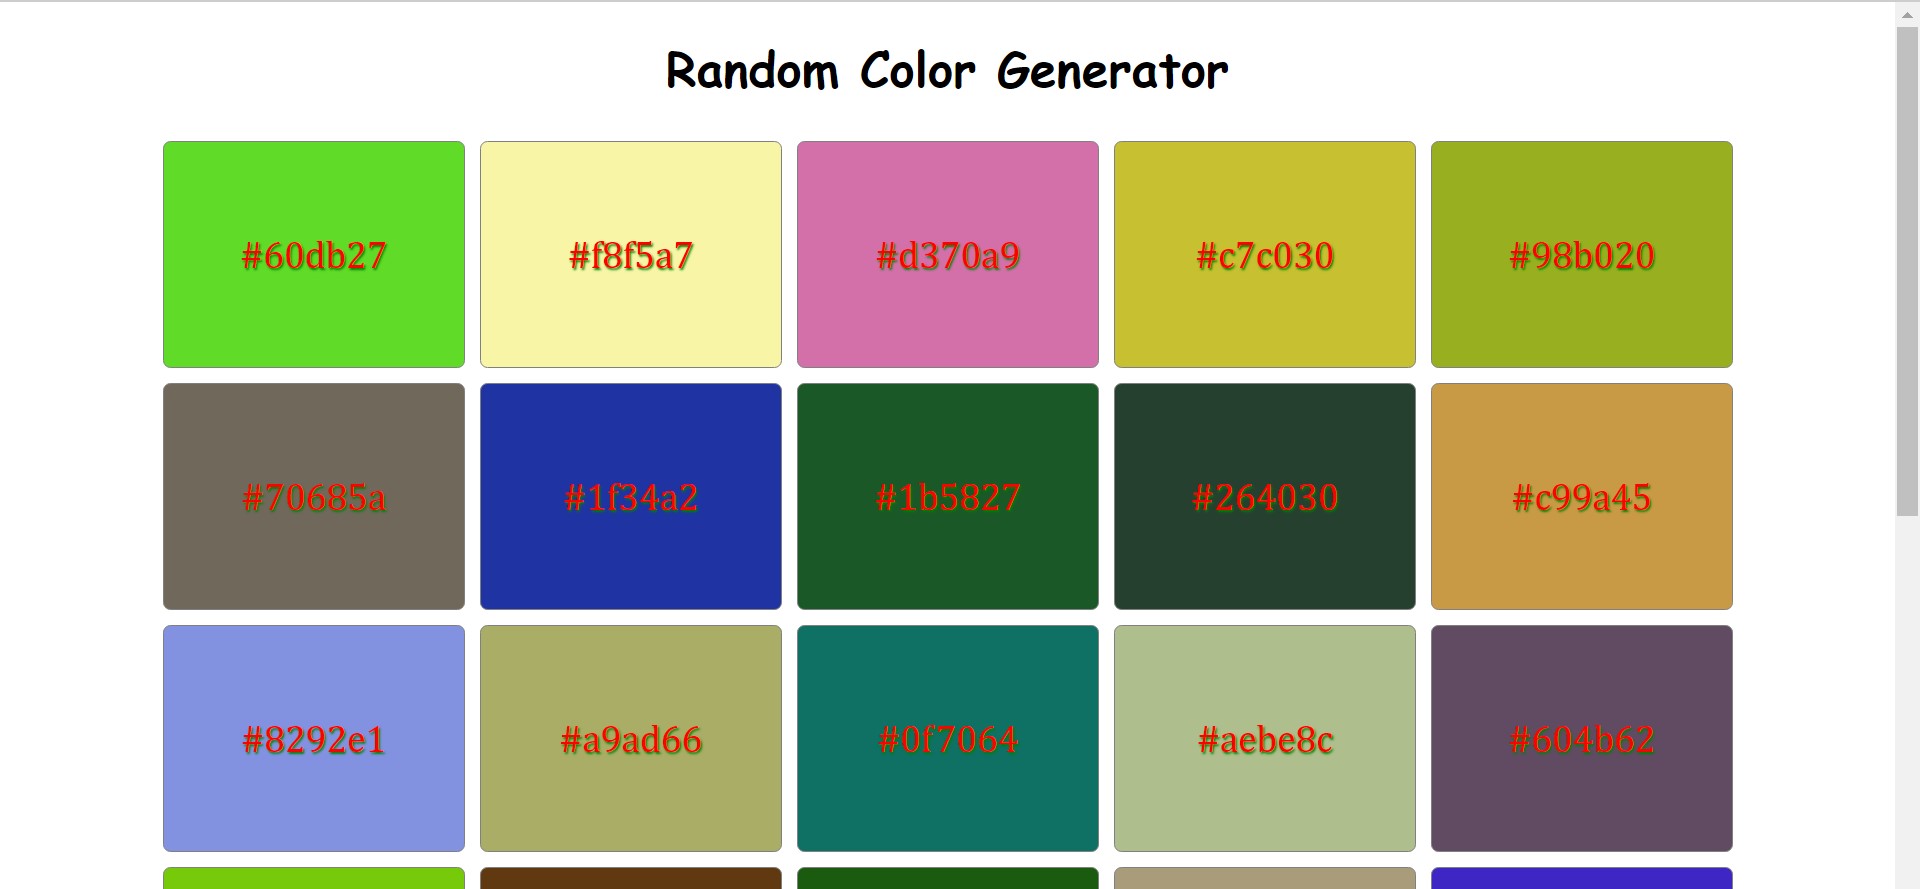 Random Color Generator
#60db27 #f8f5a7 #d370a9 #c7c030 #98b020
#70685a #1f34a2 #1b5827 #264030 #c99a45
#8292e1 #a9ad66 #0f7064 #aebe8c #604b62